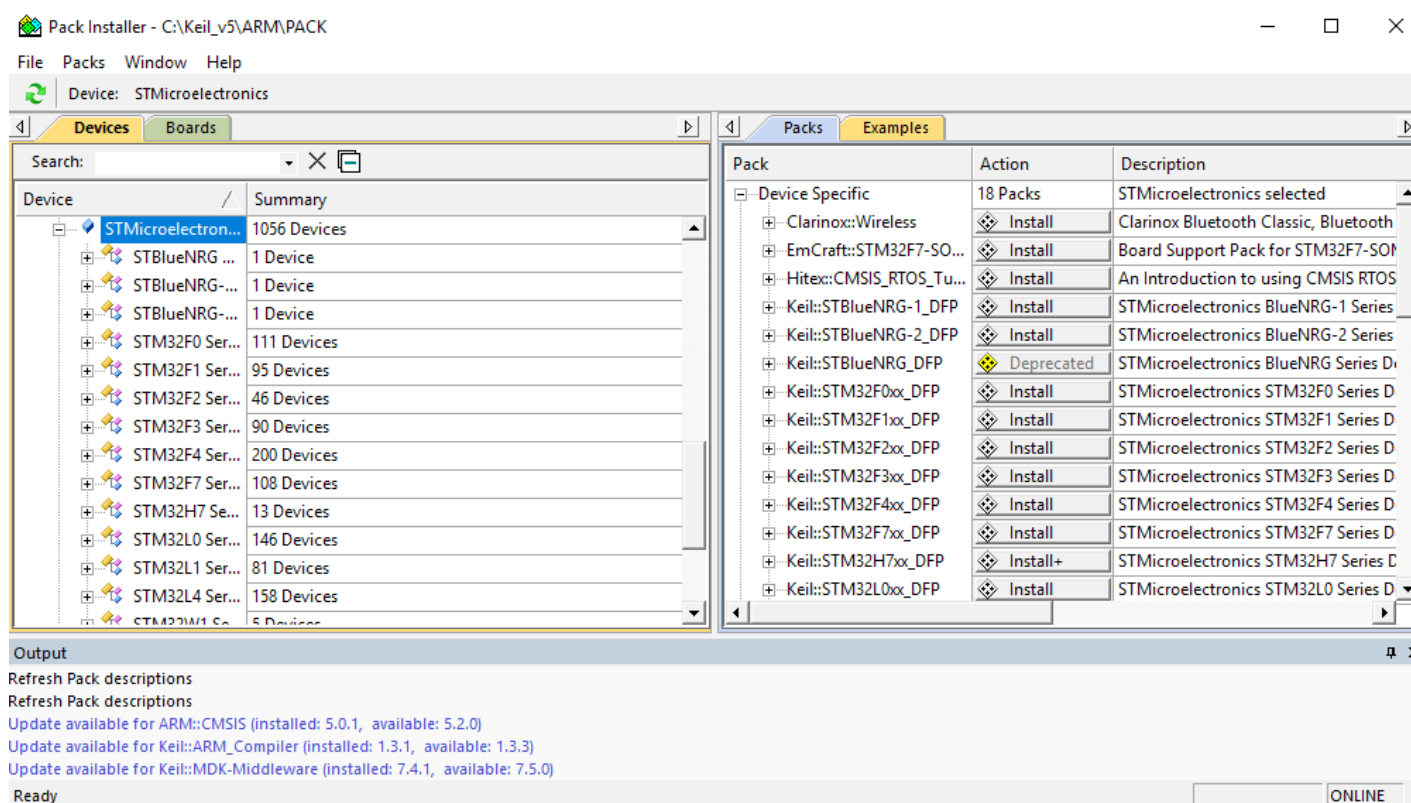 Pack Installer - C:\Keil_v5\ARM\PACK
File Packs Window Help
Device: STMicroelectronics
Devices Boards
Search:
Device Summary
STMicroelectron... 1056 Devices
STBlueNRG ... 1 Device
STBlueNRG-... 1 Device
STBlueNRG-... 1 Device
STM32F0 Ser... 111 Devices
STM32F1 Ser... 95 Devices
STM32F2 Ser... 46 Devices
STM32F3 Ser... 90 Devices
STM32F4 Ser... 200 Devices
STM32F7 Ser... 108 Devices
STM32H7 Se... 13 Devices
STM32L0 Ser... 146 Devices
STM32L1 Ser... 81 Devices
STM32L4 Ser... 158 Devices
STM32W1 Se... 5 Devices
Packs Examples
Pack Action Description
Device Specific 18 Packs STMicroelectronics selected
Clarinox::Wireless Install Clarinox Bluetooth Classic, Bluetooth
EmCraft::STM32F7-SO... Install Board Support Pack for STM32F7-SOM
Hitex::CMSIS_RTOS_Tu... Install An Introduction to using CMSIS RTOS
Keil::STBlueNRG-1_DFP Install STMicroelectronics BlueNRG-1 Series
Keil::STBlueNRG-2_DFP Install STMicroelectronics BlueNRG-2 Series
Keil::STBlueNRG_DFP Deprecated STMicroelectronics BlueNRG Series De
Keil::STM32F0xx_DFP Install STMicroelectronics STM32F0 Series D
Keil::STM32F1xx_DFP Install STMicroelectronics STM32F1 Series D
Keil::STM32F2xx_DFP Install STMicroelectronics STM32F2 Series D
Keil::STM32F3xx_DFP Install STMicroelectronics STM32F3 Series D
Keil::STM32F4xx_DFP Install STMicroelectronics STM32F4 Series D
Keil::STM32F7xx_DFP Install STMicroelectronics STM32F7 Series D
Keil::STM32H7xx_DFP Install+ STMicroelectronics STM32H7 Series D
Keil::STM32L0xx_DFP Install STMicroelectronics STM32L0 Series D
Output
Refresh Pack descriptions
Refresh Pack descriptions
Update available for ARM::CMSIS (installed: 5.0.1, available: 5.2.0)
Update available for Keil::ARM_Compiler (installed: 1.3.1, available: 1.3.3)
Update available for Keil::MDK-Middleware (installed: 7.4.1, available: 7.5.0)
Ready ONLINE